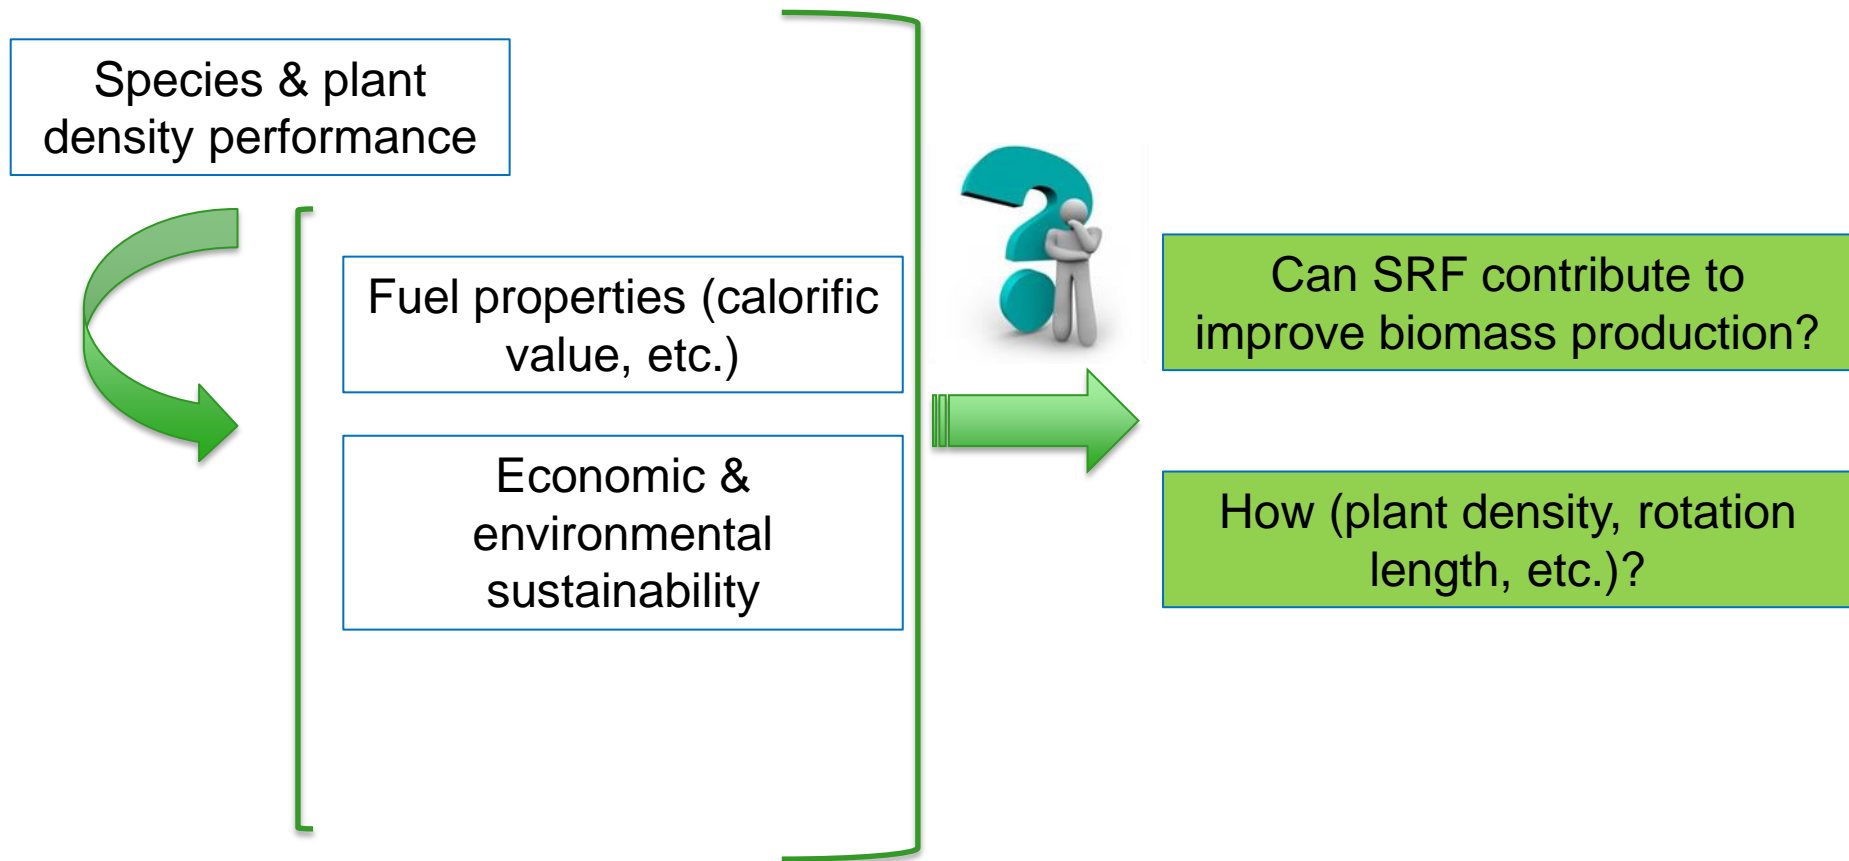 Species & plant
density performance
Fuel properties (calorific
value, etc.)
Economic &
environmental
sustainability
Can SRF contribute to
improve biomass production?
How (plant density, rotation
length, etc.)?